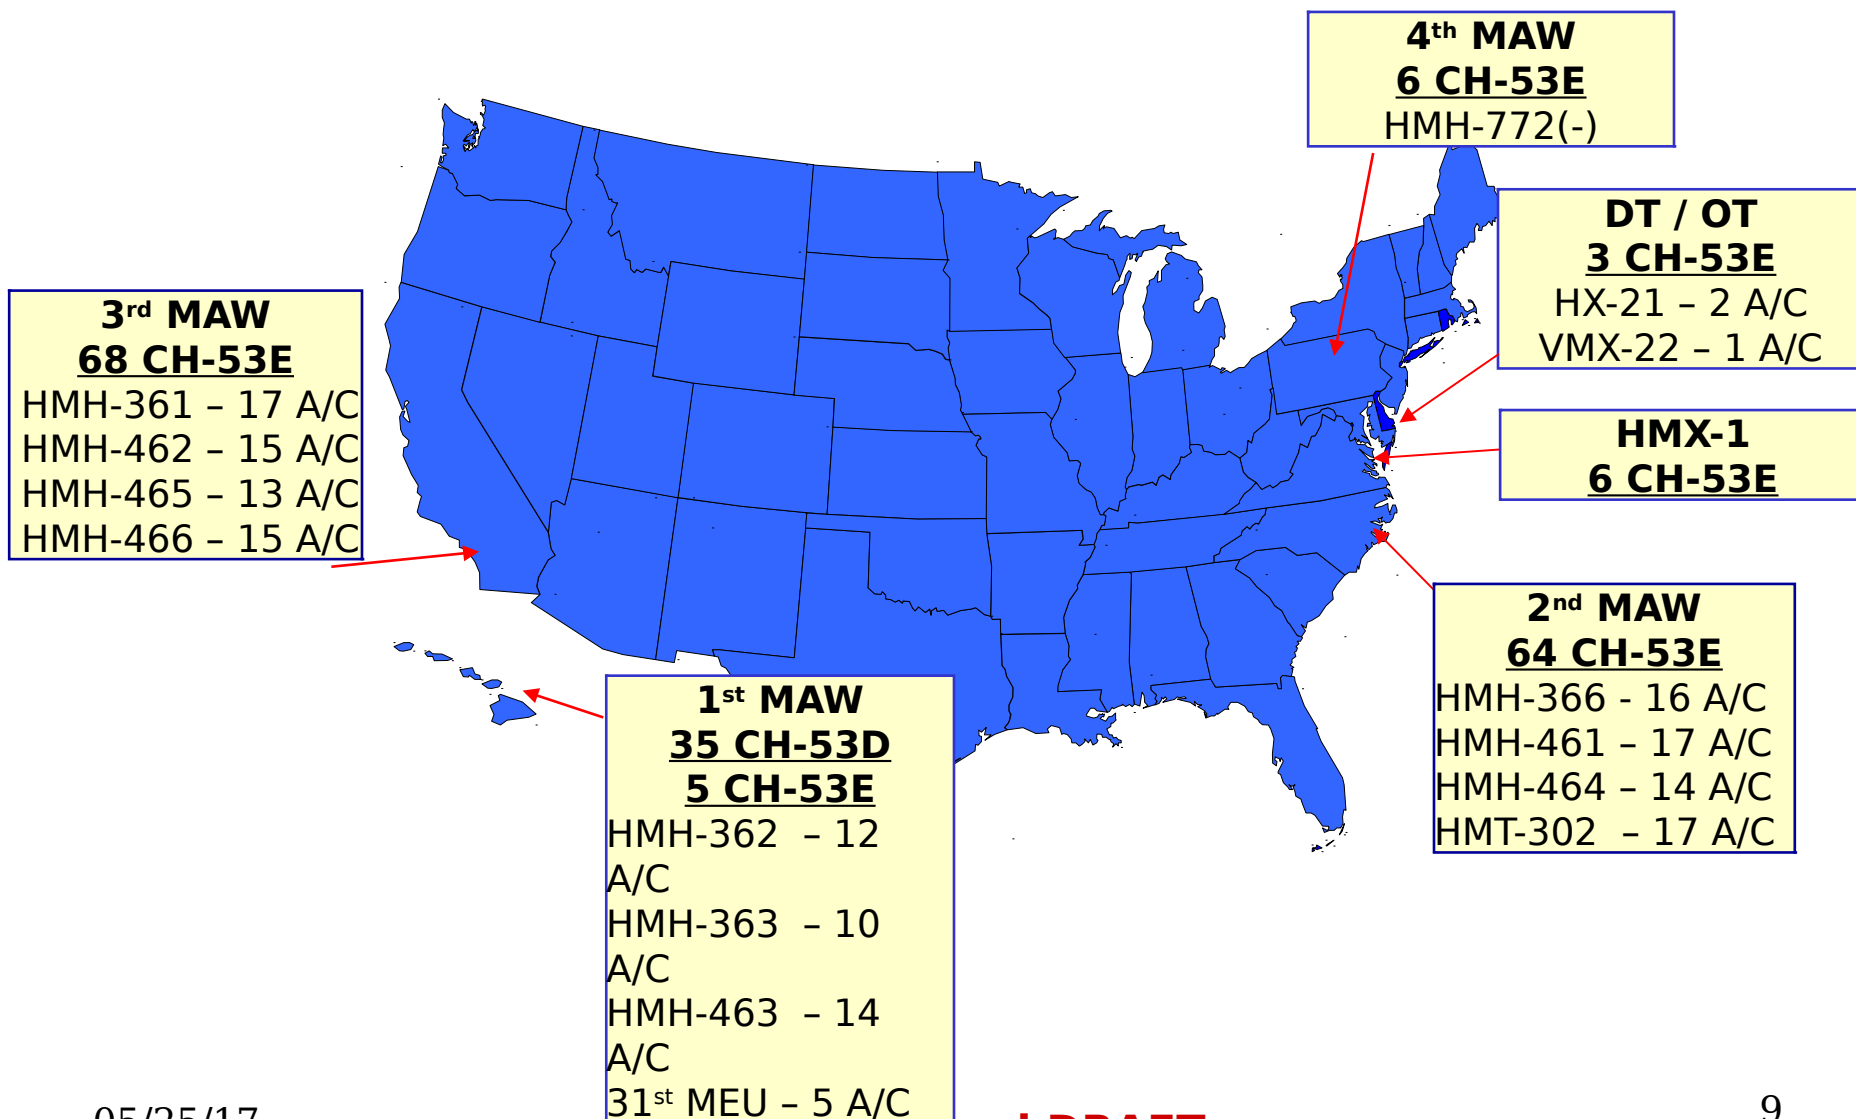 4th MAW
6 CH-53E
HMH-772(-)
DT / OT
3 CH-53E
HX-21 – 2 A/C
VMX-22 – 1 A/C
3rd MAW
68 CH-53E
HMH-361 – 17 A/C
HMH-462 – 15 A/C
HMH-465 – 13 A/C
HMH-466 – 15 A/C
HMX-1
6 CH-53E
2nd MAW
64 CH-53E
HMH-366 - 16 A/C
HMH-461 – 17 A/C
HMH-464 – 14 A/C
HMT-302 – 17 A/C
1st MAW
35 CH-53D
5 CH-53E
HMH-362 – 12
A/C
HMH-363 – 10
A/C
HMH-463 – 14
A/C
31st MEU – 5 A/C
05/25/17
DRAFT
9